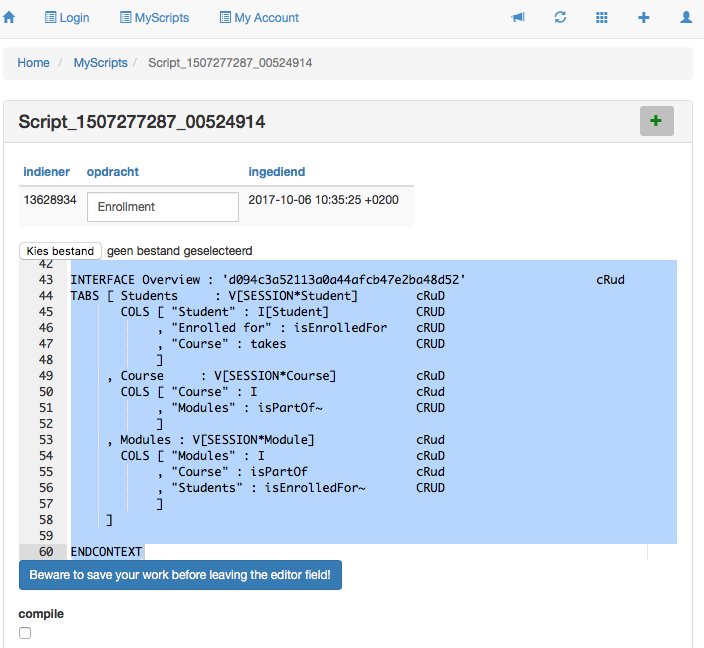 Login MyScripts My Account
Home / MyScripts / Script_1507277287_00524914
Script_1507277287_00524914
indiener opdracht ingediend
13628934 Enrollment 2017-10-06 10:35:25 +0200
Kies bestand geen bestand geselecteerd
42
43 INTERFACE Overview : 'd094c3a52113a0a44afcb47e2ba48d52' cRud
44 TABS [ Students : V[SESSION*Student] cRuD
45 COLS [ "Student" : I[Student] CRUD
46 , "Enrolled for" : isEnrolledFor CRUD
47 , "Course" : takes CRUD
48 ]
49 , Course : V[SESSION*Course] cRuD
50 COLS [ "Course" : I cRud
51 , "Modules" : isPartOf~ CRUD
52 ]
53 , Modules : V[SESSION*Module] cRud
54 COLS [ "Modules" : I cRuD
55 , "Course" : isPartOf cRud
56 , "Students" : isEnrolledFor~ CRUD
57 ]
58 ]
59
60 ENDCONTEXT
Beware to save your work before leaving the editor field!
compile